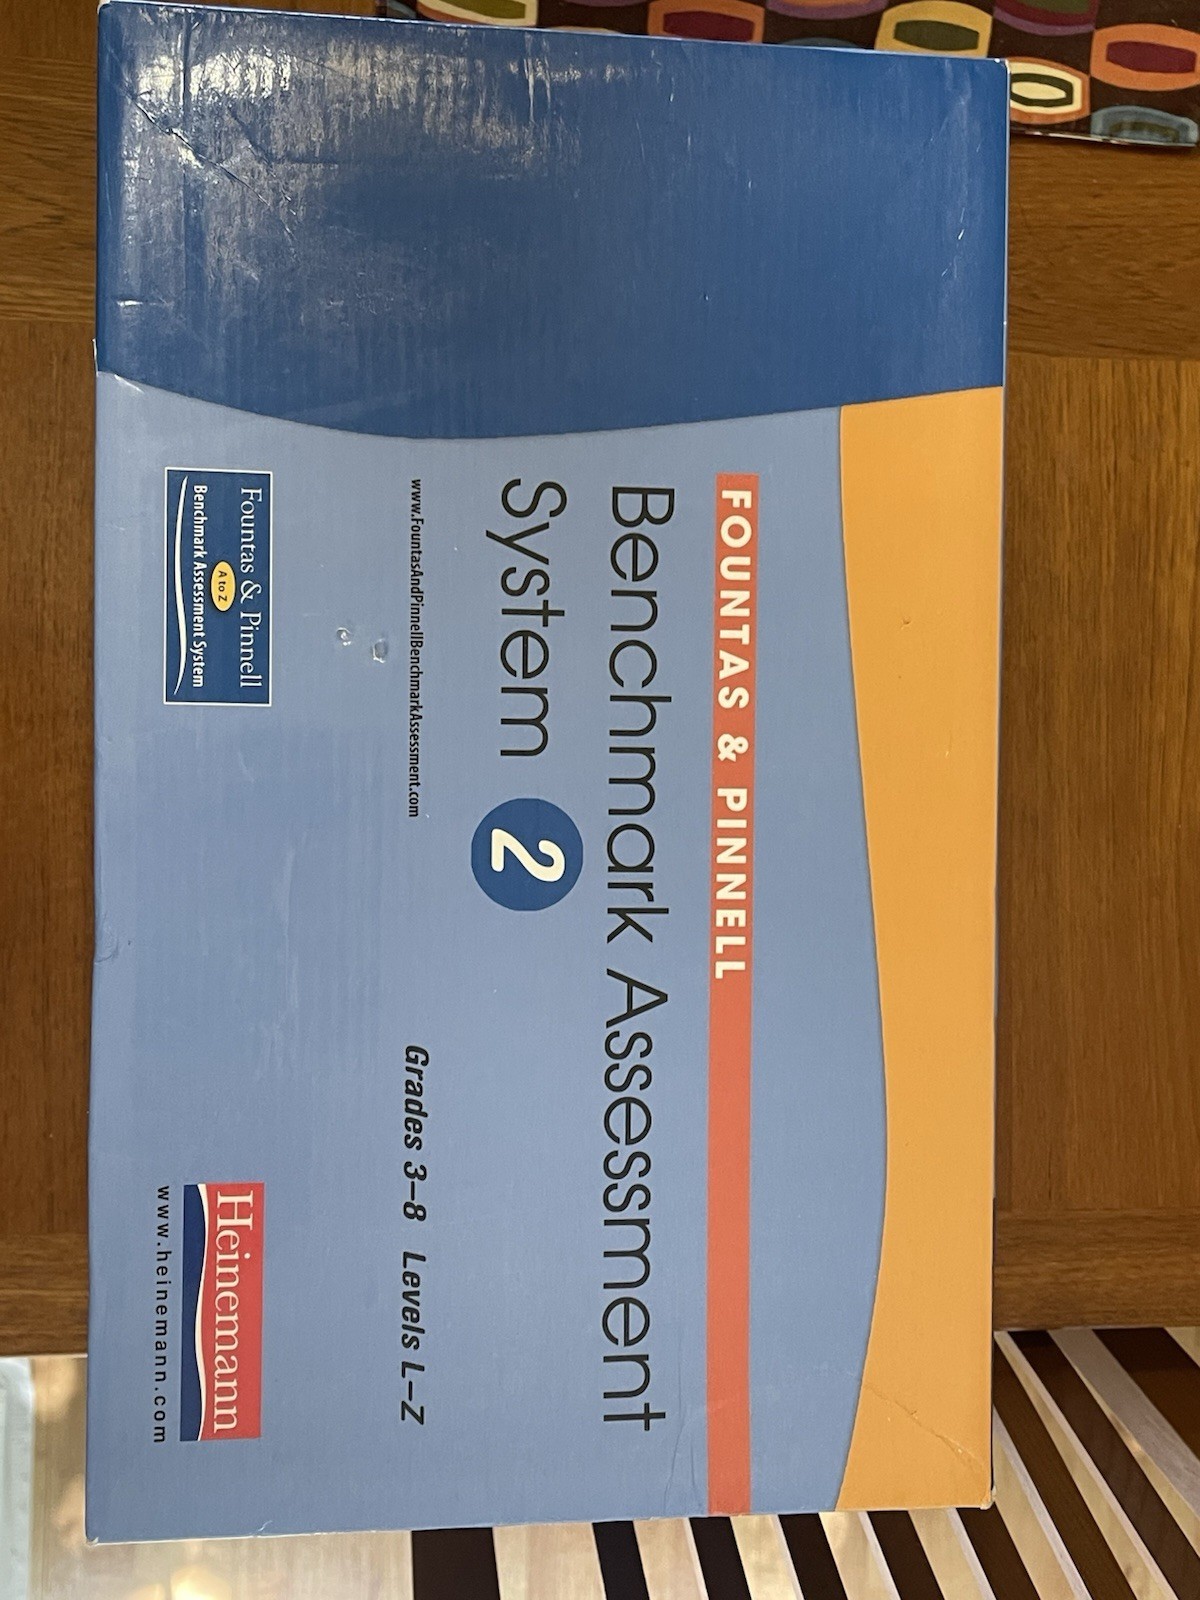 FOUNTAS & PINNELL
Benchmark Assessment
System 2
www.FountasAndPinnellBenchmarkAssessment.com
Grades 3–8 Levels L–Z
Fountas & Pinnell
A to Z
Benchmark Assessment System
Heinemann
www.heinemann.com